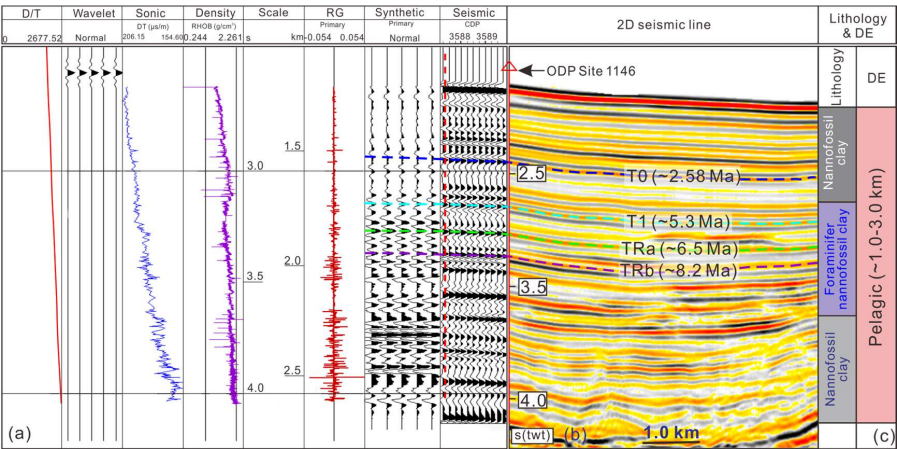 D/T Wavelet Sonic Density Scale RG Synthetic Seismic 2D seismic line Lithology & DE
DT (μs/m) RHOB (g/cm³) Primary Primary CDP
0 2677.52 Normal 206.15 154.60 0.244 2.261 s km -0.054 0.054 Normal 3588 3589
Lithology DE
ODP Site 1146
1.5
3.0
2.0
3.5
2.5
4.0
2.5
3.5
4.0
T0 (~2.58 Ma)
T1 (~5.3 Ma)
TRa (~6.5 Ma)
TRb (~8.2 Ma)
Nannofossil
clay
Foraminifer
nannofossil clay
Nannofossil
clay
Pelagic (~1.0-3.0 km)
(a)
s(twt) (b) 1.0 km
(c)